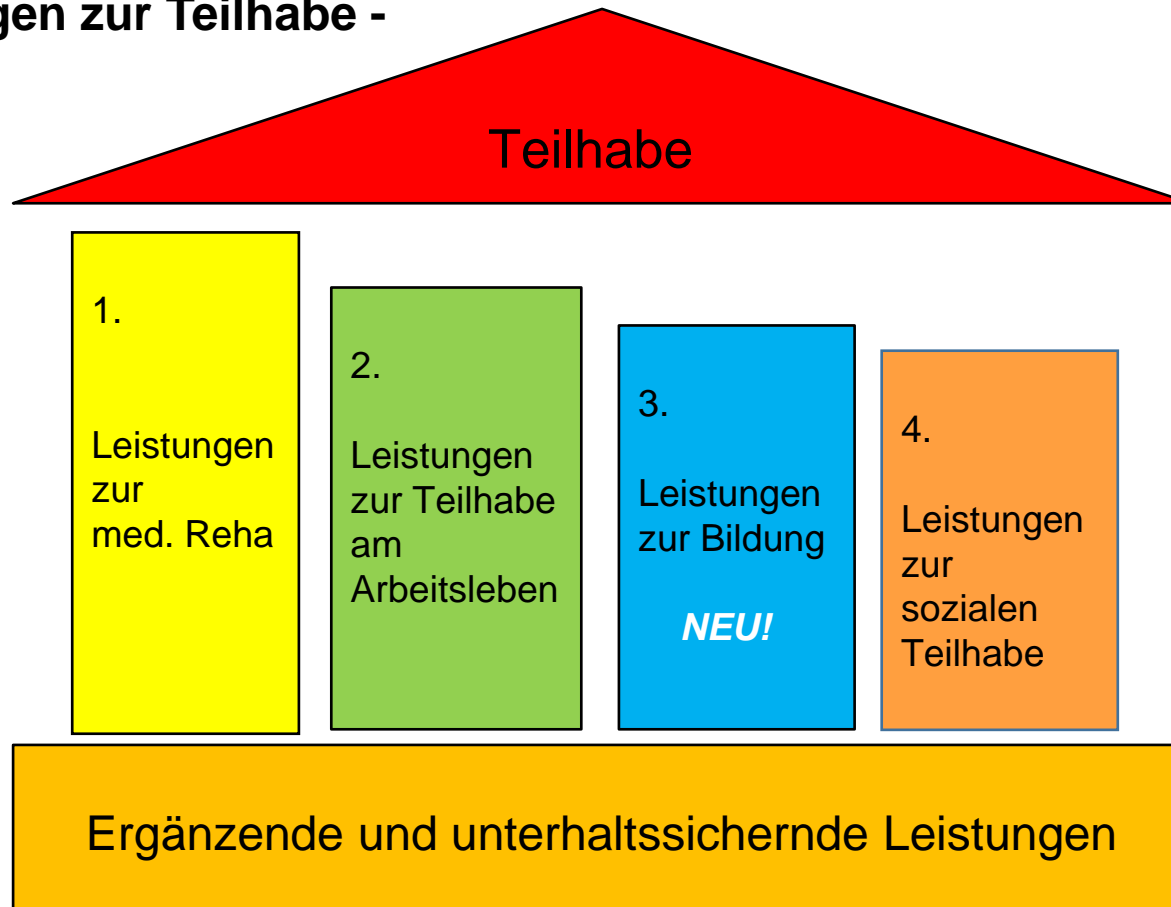 gen zur Teilhabe -
Teilhabe
1.
Leistungen
zur
med. Reha
2.
Leistungen
zur Teilhabe
am
Arbeitsleben
3.
Leistungen
zur Bildung
NEU!
4.
Leistungen
zur
sozialen
Teilhabe
Ergänzende und unterhaltssichernde Leistungen